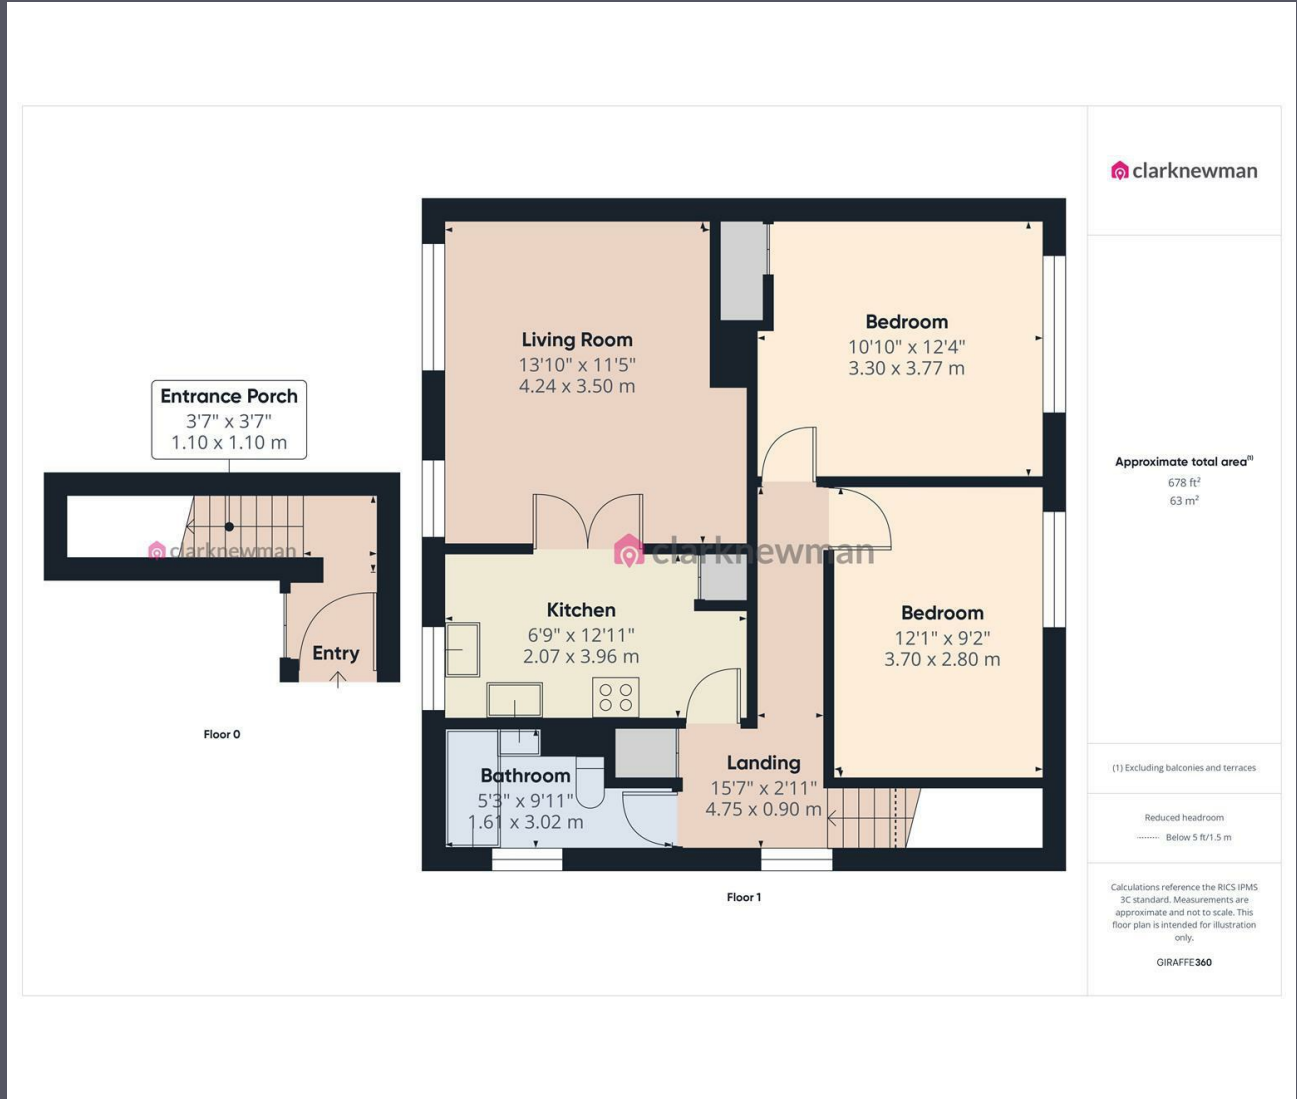 clarknewman
Living Room
13'10" x 11'5"
4.24 x 3.50 m
Bedroom
10'10" x 12'4"
3.30 x 3.77 m
Entrance Porch
3'7" x 3'7"
1.10 x 1.10 m
clarknewman
Entry
Floor 0
clarknewman
Kitchen
6'9" x 12'11"
2.07 x 3.96 m
Bedroom
12'1" x 9'2"
3.70 x 2.80 m
Bathroom
5'3" x 9'11"
1.61 x 3.02 m
Landing
15'7" x 2'11"
4.75 x 0.90 m
Floor 1
Approximate total area(1)
678 ft²
63 m²
(1) Excluding balconies and terraces
Reduced headroom
Below 5 ft/1.5 m
Calculations reference the RICS IPMS
3C standard. Measurements are
approximate and not to scale. This
floor plan is intended for illustration
only.
GIRAFFE360